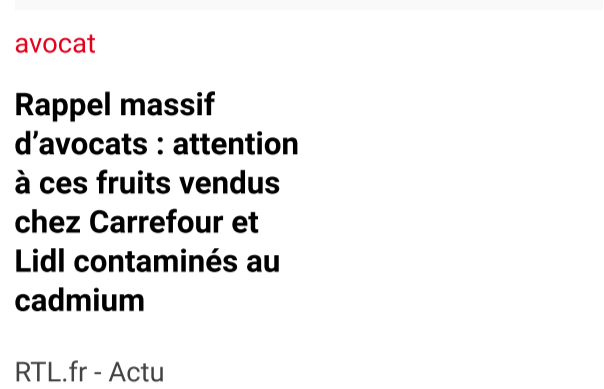 avocat
Rappel massif
d’avocats : attention
à ces fruits vendus
chez Carrefour et
Lidl contaminés au
cadmium
RTL.fr - Actu